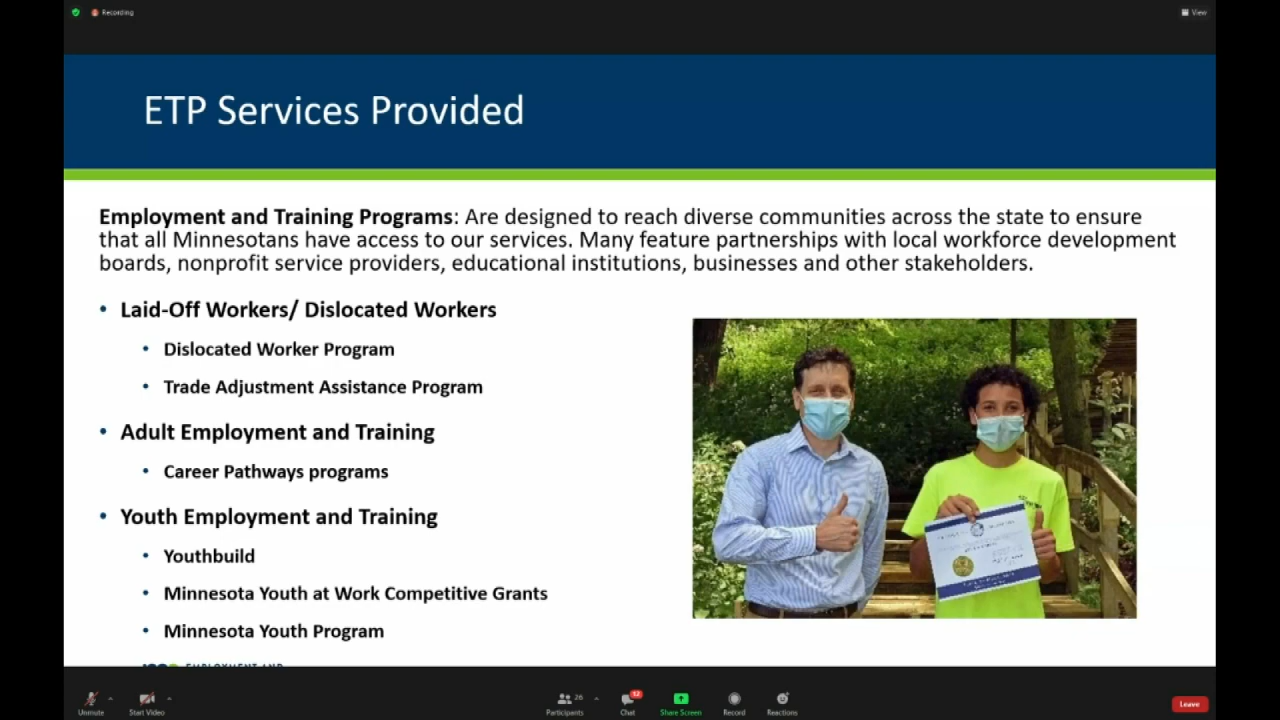 Recording
View
ETP Services Provided
Employment and Training Programs: Are designed to reach diverse communities across the state to ensure
that all Minnesotans have access to our services. Many feature partnerships with local workforce development
boards, nonprofit service providers, educational institutions, businesses and other stakeholders.
• Laid-Off Workers/ Dislocated Workers
• Dislocated Worker Program
• Trade Adjustment Assistance Program
• Adult Employment and Training
• Career Pathways programs
• Youth Employment and Training
• Youthbuild
• Minnesota Youth at Work Competitive Grants
• Minnesota Youth Program
EMPLOYMENT AND
Unmute
Start Video
26
Participants
12
Chat
Share Screen
Record
Reactions
Leave